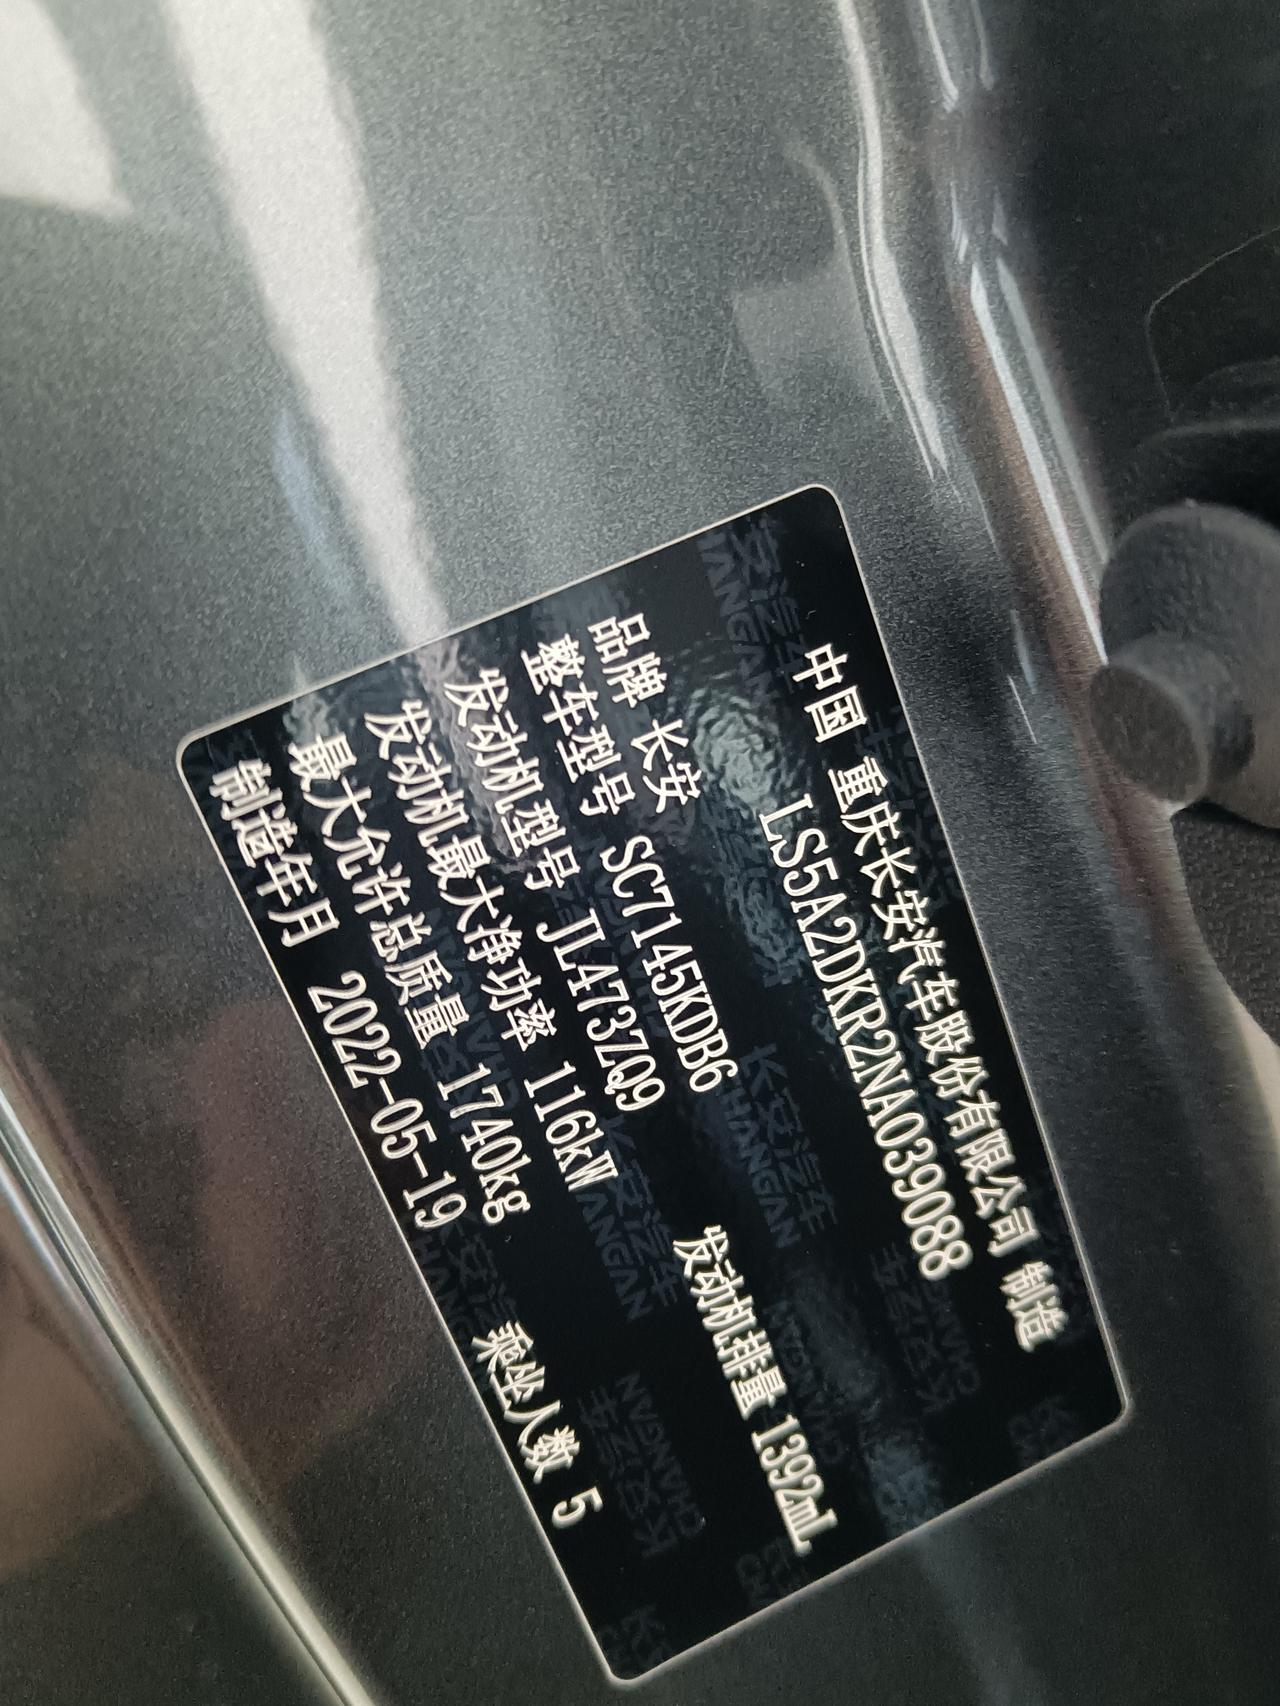 中国 重庆长安汽车股份有限公司 制造
LS5A2DKR2NA039088
品牌 长安
整车型号 SC7145KDB6
发动机型号 JL473ZQ9 发动机排量 1392mL
发动机最大净功率 116kW
最大允许总质量 1740kg
制造年月 2022-05-19 乘坐人数 5